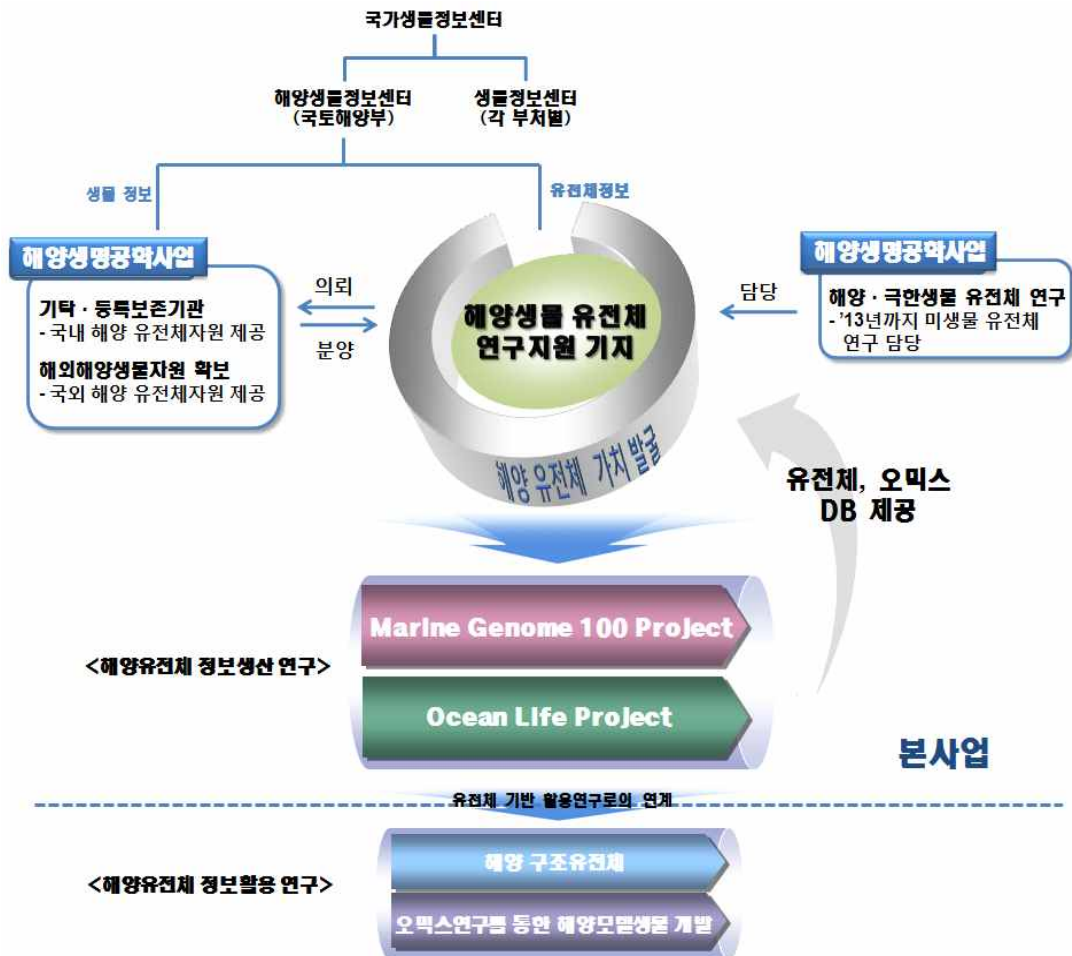 국가생물정보센터
해양생물정보센터
(국토해양부)
생물정보센터
(각 부처별)
생물 정보
유전체정보
해양생명공학사업
기탁 · 등록보존기관
- 국내 해양 유전체자원 제공
해외해양생물자원 확보
- 국외 해양 유전체자원 제공
의뢰
분양
해양생물 유전체
연구지원 기지
해양 유전체 가치 발굴
담당
해양생명공학사업
해양 · 극한생물 유전체 연구
- '13년까지 미생물 유전체
연구 담당
유전체, 오믹스
DB 제공
<해양유전체 정보생산 연구>
Marine Genome 100 Project
Ocean Life Project
본사업
유전체 기반 활용연구로의 연계
<해양유전체 정보활용 연구>
해양 구조유전체
오믹스연구를 통한 해양모델생물 개발